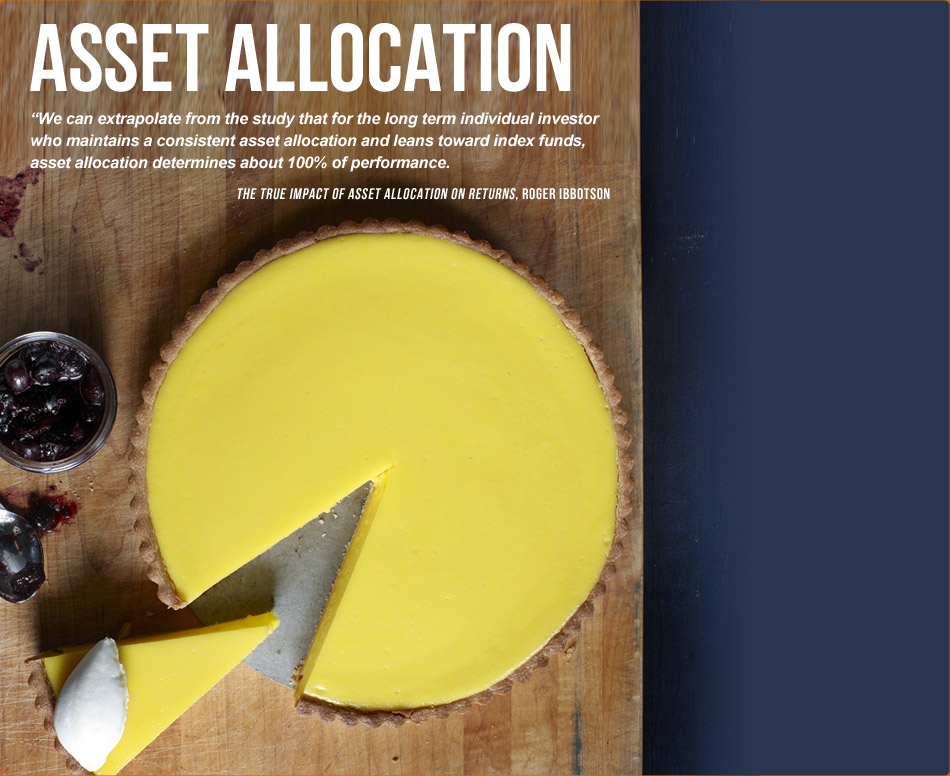 ASSET ALLOCATION
“We can extrapolate from the study that for the long term individual investor
who maintains a consistent asset allocation and leans toward index funds,
asset allocation determines about 100% of performance.
THE TRUE IMPACT OF ASSET ALLOCATION ON RETURNS, ROGER IBBOTSON